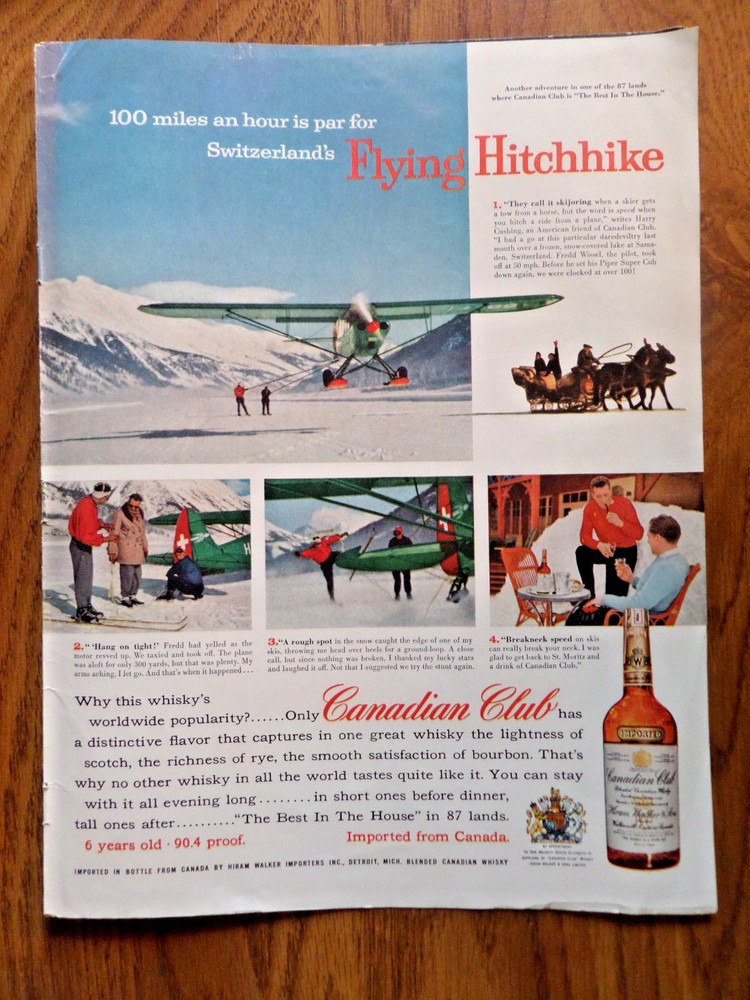 Another adventure in one of the 87 lands
where Canadian Club is "The Best In The House."
100 miles an hour is par for
Switzerland's Flying Hitchhike
1. "They call it skijoring when a skier gets
a tow from a horse, but the word is speed when
you hitch a ride from a plane," writes Harry
Cushing, an American friend of Canadian Club.
"I had a go at this particular daredeviltry last
month over a frozen, snow-covered lake at Sama-
den, Switzerland. Fredd Wissel, the pilot, took
off at 50 mph. Before he set his Piper Super Cub
down again, we were clocked at over 100!
H
2. "'Hang on tight!' Fredd had yelled as the
motor revved up. We taxied and took off. The plane
was aloft for only 300 yards, but that was plenty. My
arms aching, I let go. And that's when it happened...
3. "A rough spot in the snow caught the edge of one of my
skis, throwing me head over heels for a ground-loop. A close
call, but since nothing was broken, I thanked my lucky stars
and laughed it off. Not that I suggested we try the stunt again.
4. "Breakneck speed on skis
can really break your neck. I was
glad to get back to St. Moritz and
a drink of Canadian Club."
Why this whisky's
worldwide popularity?......Only Canadian Club has
a distinctive flavor that captures in one great whisky the lightness of
scotch, the richness of rye, the smooth satisfaction of bourbon. That's
why no other whisky in all the world tastes quite like it. You can stay
with it all evening long........in short ones before dinner,
tall ones after.........."The Best In The House" in 87 lands.
6 years old · 90.4 proof.
Imported from Canada.
IMPORTED IN BOTTLE FROM CANADA BY HIRAM WALKER IMPORTERS INC., DETROIT, MICH. BLENDED CANADIAN WHISKY
BY APPOINTMENT
IMPORTED
Canadian Club
Hiram Walker & Sons